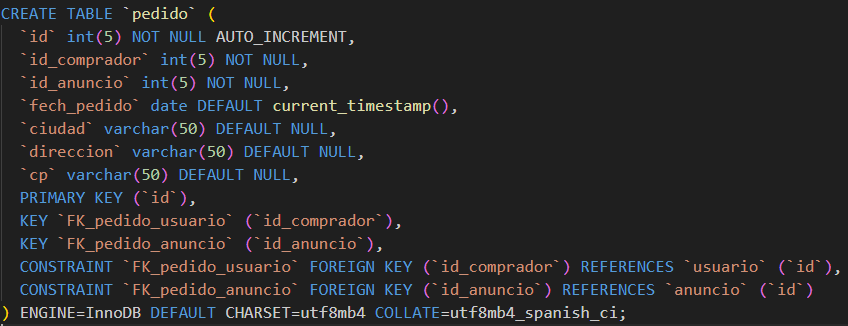 CREATE TABLE `pedido` (
  `id` int(5) NOT NULL AUTO_INCREMENT,
  `id_comprador` int(5) NOT NULL,
  `id_anuncio` int(5) NOT NULL,
  `fech_pedido` date DEFAULT current_timestamp(),
  `ciudad` varchar(50) DEFAULT NULL,
  `direccion` varchar(50) DEFAULT NULL,
  `cp` varchar(50) DEFAULT NULL,
  PRIMARY KEY (`id`),
  KEY `FK_pedido_usuario` (`id_comprador`),
  KEY `FK_pedido_anuncio` (`id_anuncio`),
  CONSTRAINT `FK_pedido_usuario` FOREIGN KEY (`id_comprador`) REFERENCES `usuario` (`id`),
  CONSTRAINT `FK_pedido_anuncio` FOREIGN KEY (`id_anuncio`) REFERENCES `anuncio` (`id`)
) ENGINE=InnoDB DEFAULT CHARSET=utf8mb4 COLLATE=utf8mb4_spanish_ci;